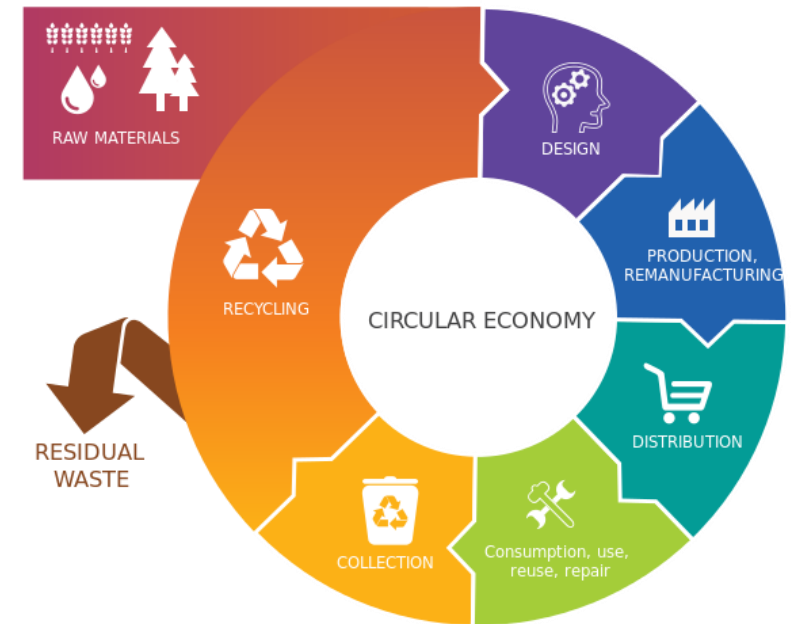 RAW MATERIALS
DESIGN
PRODUCTION,
REMANUFACTURING
RECYCLING
CIRCULAR ECONOMY
DISTRIBUTION
RESIDUAL
WASTE
Consumption, use,
reuse, repair
COLLECTION